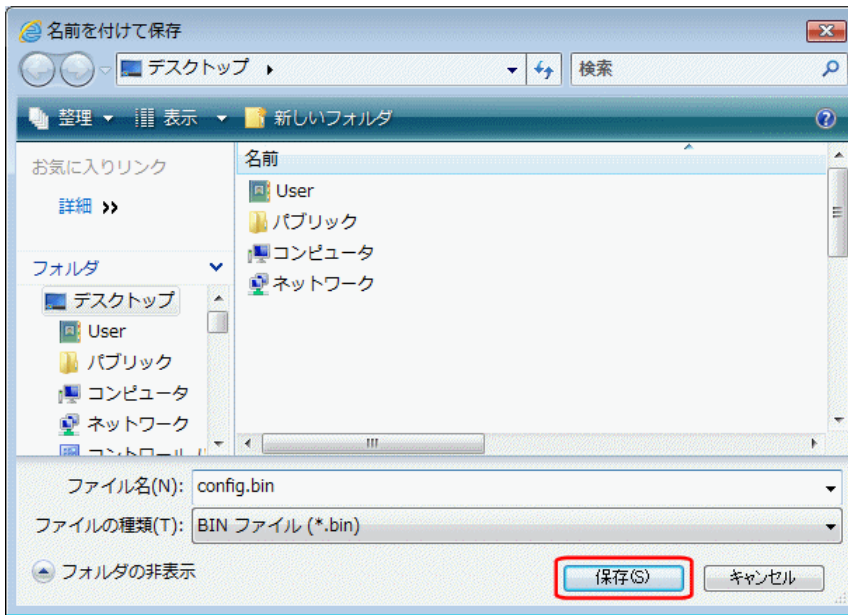 名前を付けて保存
デスクトップ
検索
整理 表示 新しいフォルダ
お気に入りリンク
詳細
フォルダ
デスクトップ
User
パブリック
コンピュータ
ネットワーク
名前
User
パブリック
コンピュータ
ネットワーク
ファイル名(N): config.bin
ファイルの種類(T): BIN ファイル (*.bin)
フォルダの非表示
保存(S) キャンセル